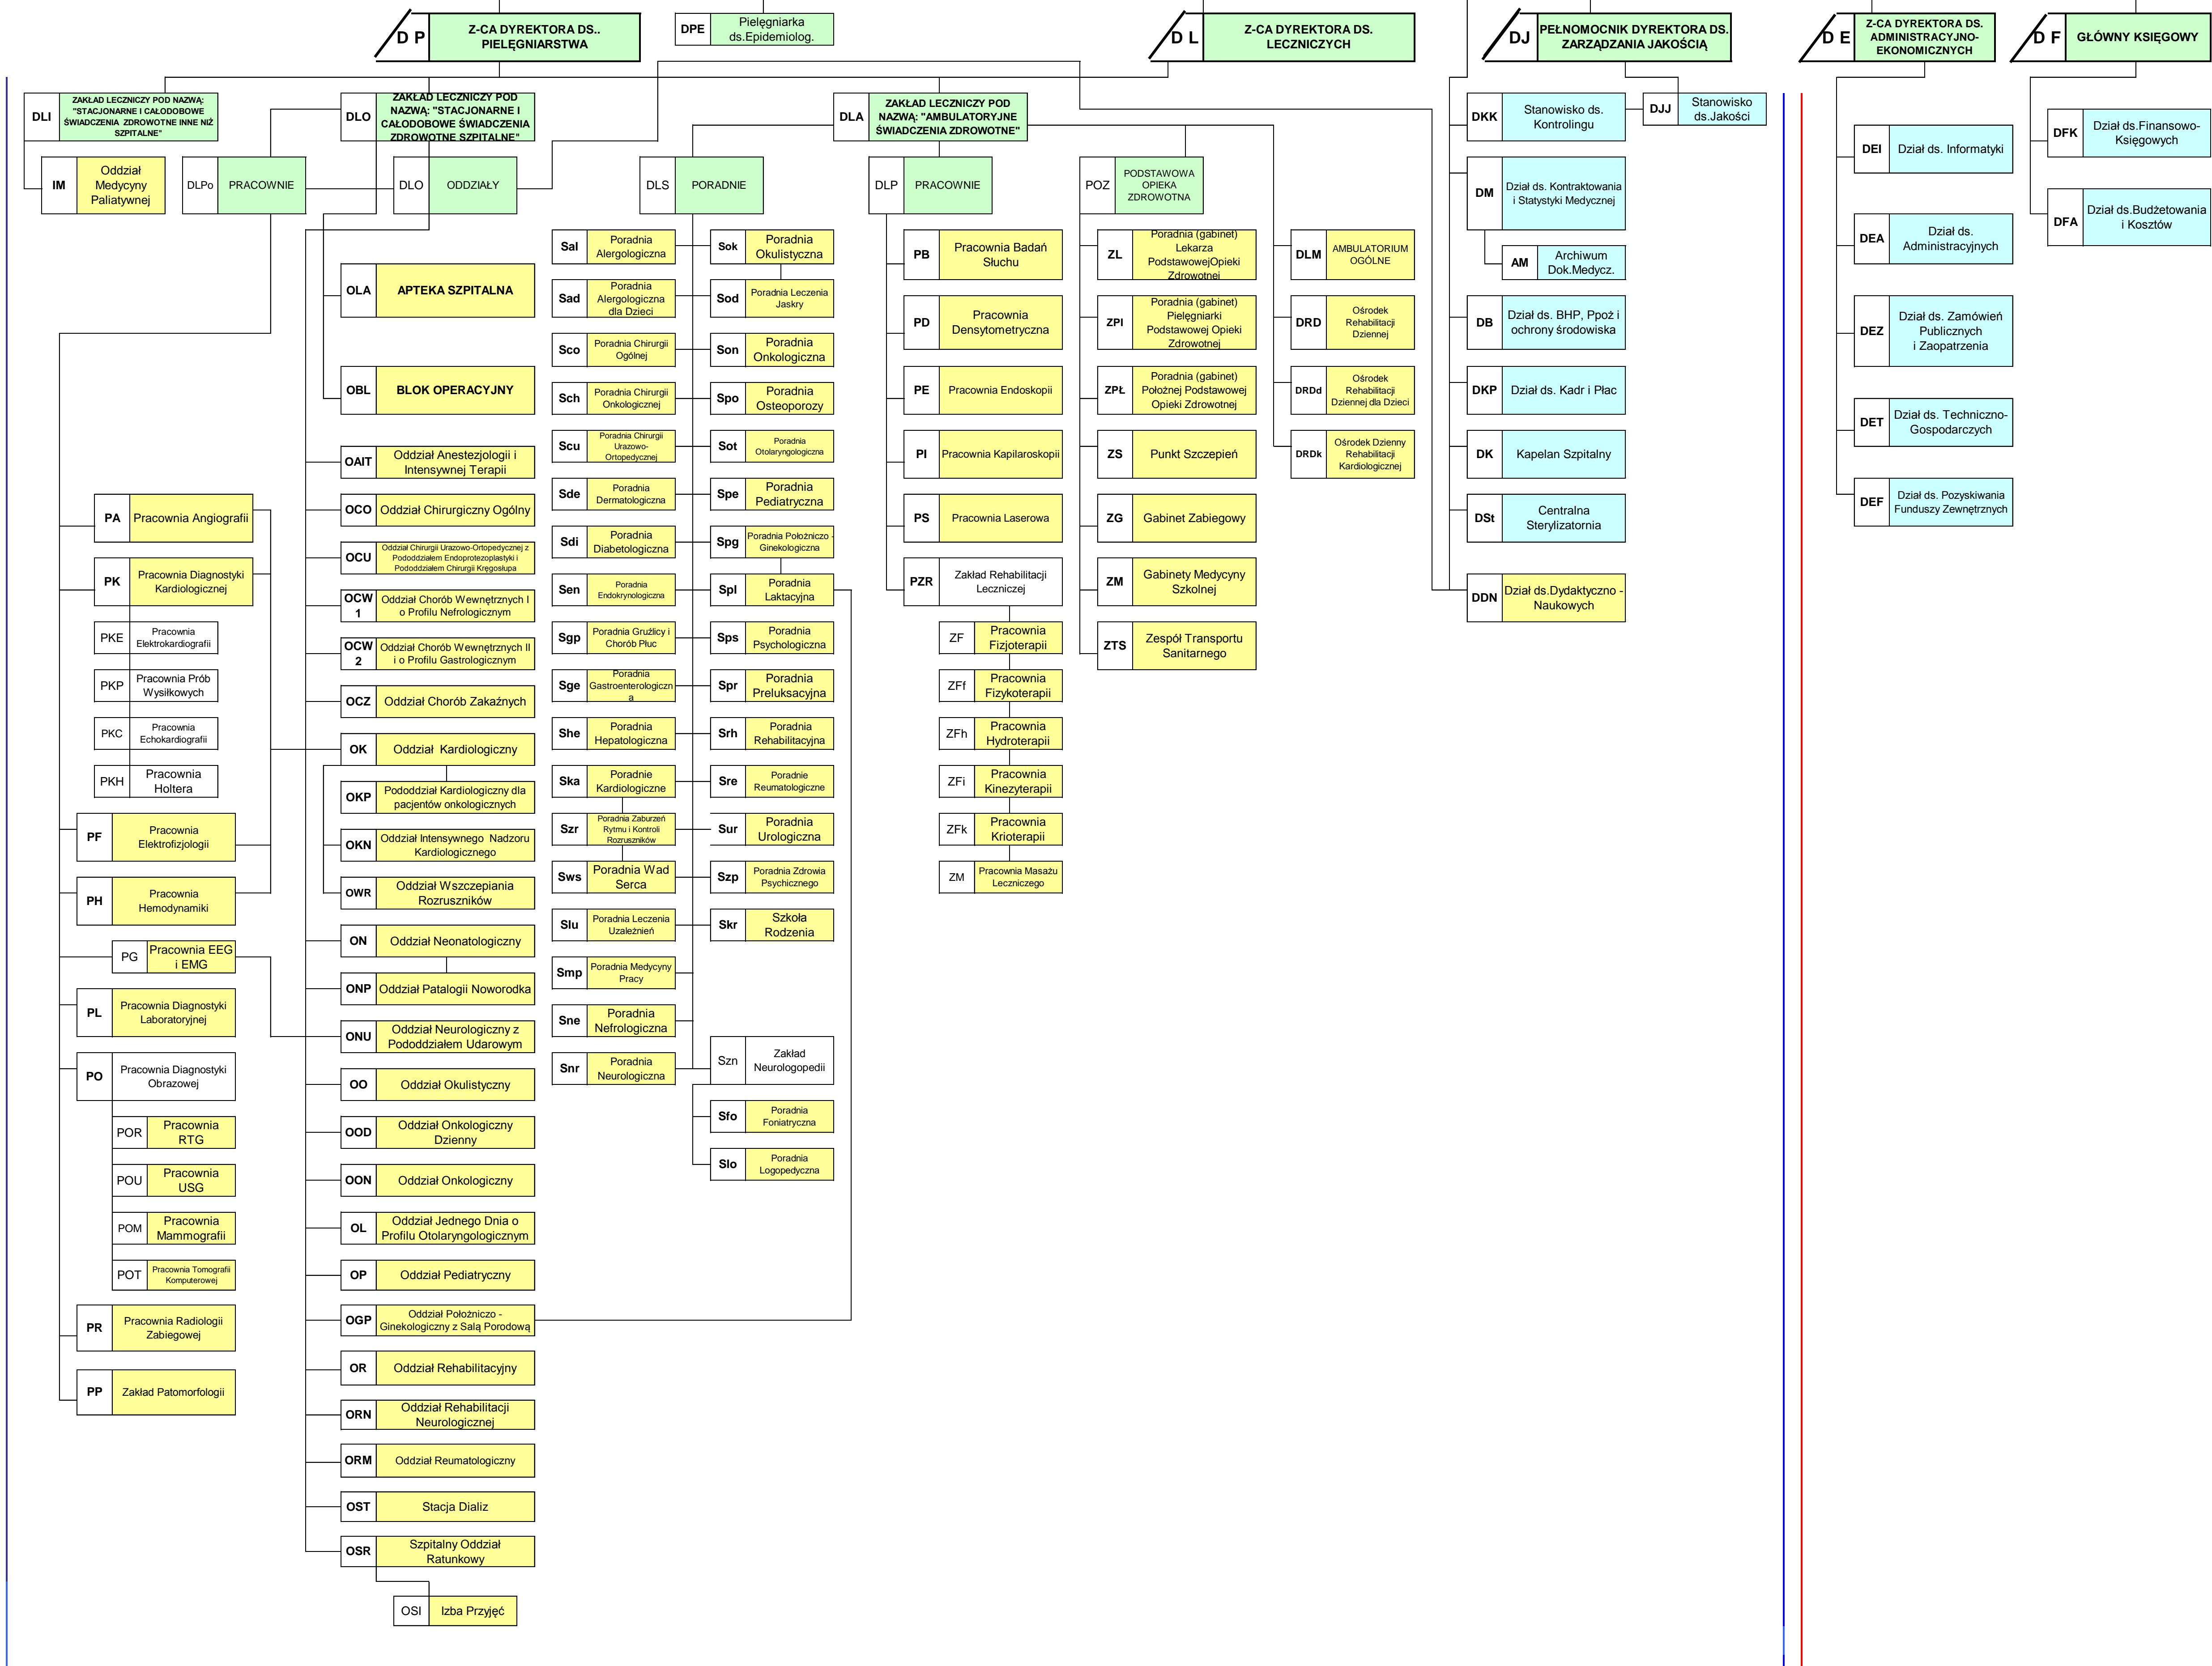 D P
Z-CA DYREKTORA DS..
PIELĘGNIARSTWA
DPE
Pielęgniarka
ds.Epidemiolog.
D L
Z-CA DYREKTORA DS.
LECZNICZYCH
DJ
PEŁNOMOCNIK DYREKTORA DS.
ZARZĄDZANIA JAKOŚCIĄ
D E
Z-CA DYREKTORA DS.
ADMINISTRACYJNO-
EKONOMICZNYCH
D F
GŁÓWNY KSIĘGOWY
DLI
ZAKŁAD LECZNICZY POD NAZWĄ:
"STACJONARNE I CAŁODOBOWE
ŚWIADCZENIA ZDROWOTNE INNE NIŻ
SZPITALNE"
DLO
ZAKŁAD LECZNICZY POD
NAZWĄ: "STACJONARNE I
CAŁODOBOWE ŚWIADCZENIA
ZDROWOTNE SZPITALNE"
DLA
ZAKŁAD LECZNICZY POD
NAZWĄ: "AMBULATORYJNE
ŚWIADCZENIA ZDROWOTNE"
IM
Oddział
Medycyny
Paliatywnej
DLPo
PRACOWNIE
DLO
ODDZIAŁY
DLS
PORADNIE
DLP
PRACOWNIE
POZ
PODSTAWOWA
OPIEKA
ZDROWOTNA
PA
Pracownia Angiografii
PK
Pracownia Diagnostyki
Kardiologicznej
PKE
Pracownia
Elektrokardiografii
PKP
Pracownia Prób
Wysiłkowych
PKC
Pracownia
Echokardiografii
PKH
Pracownia
Holtera
PF
Pracownia
Elektrofizjologii
PH
Pracownia
Hemodynamiki
PG
Pracownia EEG
i EMG
PL
Pracownia Diagnostyki
Laboratoryjnej
PO
Pracownia Diagnostyki
Obrazowej
POR
Pracownia
RTG
POU
Pracownia
USG
POM
Pracownia
Mammografii
POT
Pracownia Tomografii
Komputerowej
PR
Pracownia Radiologii
Zabiegowej
PP
Zakład Patomorfologii
OLA
APTEKA SZPITALNA
OBL
BLOK OPERACYJNY
OAIT
Oddział Anestezjologii i
Intensywnej Terapii
OCO
Oddział Chirurgiczny Ogólny
OCU
Oddział Chirurgii Urazowo-Ortopedycznej z
Pododdziałem Endoprotezoplastyki i
Pododdziałem Chirurgii Kręgosłupa
OCW
1
Oddział Chorób Wewnętrznych I
o Profilu Nefrologicznym
OCW
2
Oddział Chorób Wewnętrznych II
i o Profilu Gastrologicznym
OCZ
Oddział Chorób Zakaźnych
OK
Oddział Kardiologiczny
OKP
Pododdział Kardiologiczny dla
pacjentów onkologicznych
OKN
Oddział Intensywnego Nadzoru
Kardiologicznego
OWR
Oddział Wszczepiania
Rozruszników
ON
Oddział Neonatologiczny
ONP
Oddział Patalogii Noworodka
ONU
Oddział Neurologiczny z
Pododdziałem Udarowym
OO
Oddział Okulistyczny
OOD
Oddział Onkologiczny
Dzienny
OON
Oddział Onkologiczny
OL
Oddział Jednego Dnia o
Profilu Otolaryngologicznym
OP
Oddział Pediatryczny
OGP
Oddział Położniczo -
Ginekologiczny z Salą Porodową
OR
Oddział Rehabilitacyjny
ORN
Oddział Rehabilitacji
Neurologicznej
ORM
Oddział Reumatologiczny
OST
Stacja Dializ
OSR
Szpitalny Oddział
Ratunkowy
OSI
Izba Przyjęć
Sal
Poradnia
Alergologiczna
Sad
Poradnia
Alergologiczna
dla Dzieci
Sco
Poradnia Chirurgii
Ogólnej
Sch
Poradnia Chirurgii
Onkologicznej
Scu
Poradnia Chirurgii
Urazowo-
Ortopedycznej
Sde
Poradnia
Dermatologiczna
Sdi
Poradnia
Diabetologiczna
Sen
Poradnia
Endokrynologiczna
Sgp
Poradnia Gruźlicy i
Chorób Płuc
Sge
Poradnia
Gastroenterologiczn
a
She
Poradnia
Hepatologiczna
Ska
Poradnie
Kardiologiczne
Szr
Poradnia Zaburzeń
Rytmu i Kontroli
Rozruszników
Sws
Poradnia Wad
Serca
Slu
Poradnia Leczenia
Uzależnień
Smp
Poradnia Medycyny
Pracy
Sne
Poradnia
Nefrologiczna
Snr
Poradnia
Neurologiczna
Sok
Poradnia
Okulistyczna
Sod
Poradnia Leczenia
Jaskry
Son
Poradnia
Onkologiczna
Spo
Poradnia
Osteoporozy
Sot
Poradnia
Otolaryngologiczna
Spe
Poradnia
Pediatryczna
Spg
Poradnia Położniczo -
Ginekologiczna
Spl
Poradnia
Laktacyjna
Sps
Poradnia
Psychologiczna
Spr
Poradnia
Preluksacyjna
Srh
Poradnia
Rehabilitacyjna
Sre
Poradnie
Reumatologiczne
Sur
Poradnia
Urologiczna
Szp
Poradnia Zdrowia
Psychicznego
Skr
Szkoła
Rodzenia
Szn
Zakład
Neurologopedii
Sfo
Poradnia
Foniatryczna
Slo
Poradnia
Logopedyczna
PB
Pracownia Badań
Słuchu
PD
Pracownia
Densytometryczna
PE
Pracownia Endoskopii
PI
Pracownia Kapilaroskopii
PS
Pracownia Laserowa
PZR
Zakład Rehabilitacji
Leczniczej
ZF
Pracownia
Fizjoterapii
ZFf
Pracownia
Fizykoterapii
ZFh
Pracownia
Hydroterapii
ZFi
Pracownia
Kinezyterapii
ZFk
Pracownia
Krioterapii
ZM
Pracownia Masażu
Leczniczego
ZL
Poradnia (gabinet)
Lekarza
PodstawowejOpieki
Zdrowotnej
ZPI
Poradnia (gabinet)
Pielęgniarki
Podstawowej Opieki
Zdrowotnej
ZPŁ
Poradnia (gabinet)
Położnej Podstawowej
Opieki Zdrowotnej
ZS
Punkt Szczepień
ZG
Gabinet Zabiegowy
ZM
Gabinety Medycyny
Szkolnej
ZTS
Zespół Transportu
Sanitarnego
DLM
AMBULATORIUM
OGÓLNE
DRD
Ośrodek
Rehabilitacji
Dziennej
DRDd
Ośrodek
Rehabilitacji
Dziennej dla Dzieci
DRDk
Ośrodek Dzienny
Rehabilitacji
Kardiologicznej
DKK
Stanowisko ds.
Kontrolingu
DJJ
Stanowisko
ds.Jakości
DM
Dział ds. Kontraktowania
i Statystyki Medycznej
AM
Archiwum
Dok.Medycz.
DB
Dział ds. BHP, Ppoż i
ochrony środowiska
DKP
Dział ds. Kadr i Płac
DK
Kapelan Szpitalny
DSt
Centralna
Sterylizatornia
DDN
Dział ds.Dydaktyczno -
Naukowych
DEI
Dział ds. Informatyki
DEA
Dział ds.
Administracyjnych
DEZ
Dział ds. Zamówień
Publicznych
i Zaopatrzenia
DET
Dział ds. Techniczno-
Gospodarczych
DEF
Dział ds. Pozyskiwania
Funduszy Zewnętrznych
DFK
Dział ds.Finansowo-
Księgowych
DFA
Dział ds.Budżetowania
i Kosztów